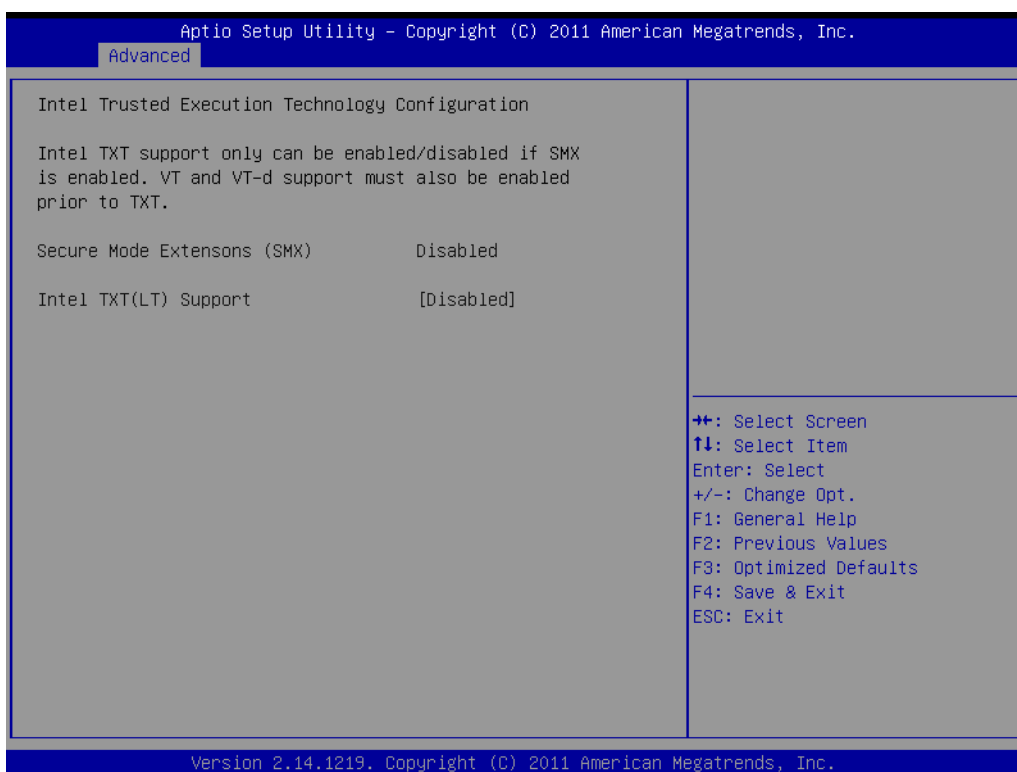 Aptio Setup Utility – Copyright (C) 2011 American Megatrends, Inc.
Advanced
Intel Trusted Execution Technology Configuration
Intel TXT support only can be enabled/disabled if SMX
is enabled. VT and VT-d support must also be enabled
prior to TXT.
Secure Mode Extensons (SMX) Disabled
Intel TXT(LT) Support [Disabled]
→←: Select Screen
↑↓: Select Item
Enter: Select
+/-: Change Opt.
F1: General Help
F2: Previous Values
F3: Optimized Defaults
F4: Save & Exit
ESC: Exit
Version 2.14.1219. Copyright (C) 2011 American Megatrends, Inc.